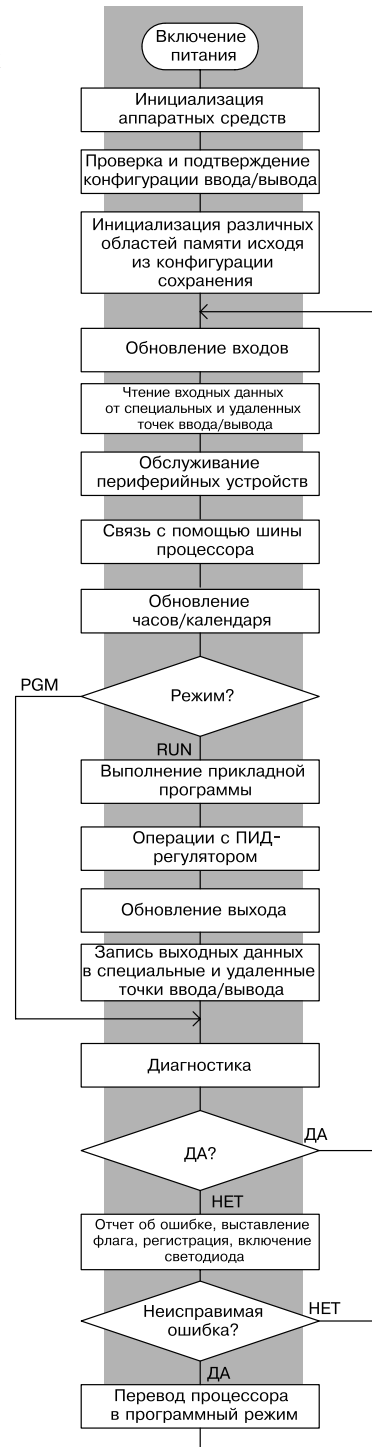 Включение
питания
Инициализация
аппаратных средств
Проверка и подтверждение
конфигурации ввода/вывода
Инициализация различных
областей памяти исходя
из конфигурации
сохранения
Обновление входов
Чтение входных данных
от специальных и удаленных
точек ввода/вывода
Обслуживание
периферийных устройств
Связь с помощью шины
процессора
Обновление
часов/календаря
PGM
Режим?
RUN
Выполнение прикладной
программы
Операции с ПИД-
регулятором
Обновление выхода
Запись выходных данных
в специальные и удаленные
точки ввода/вывода
Диагностика
ДА
ДА?
НЕТ
Отчет об ошибке, выставление
флага, регистрация, включение
светодиода
Неисправимая
ошибка?
НЕТ
ДА
Перевод процессора
в программный режим